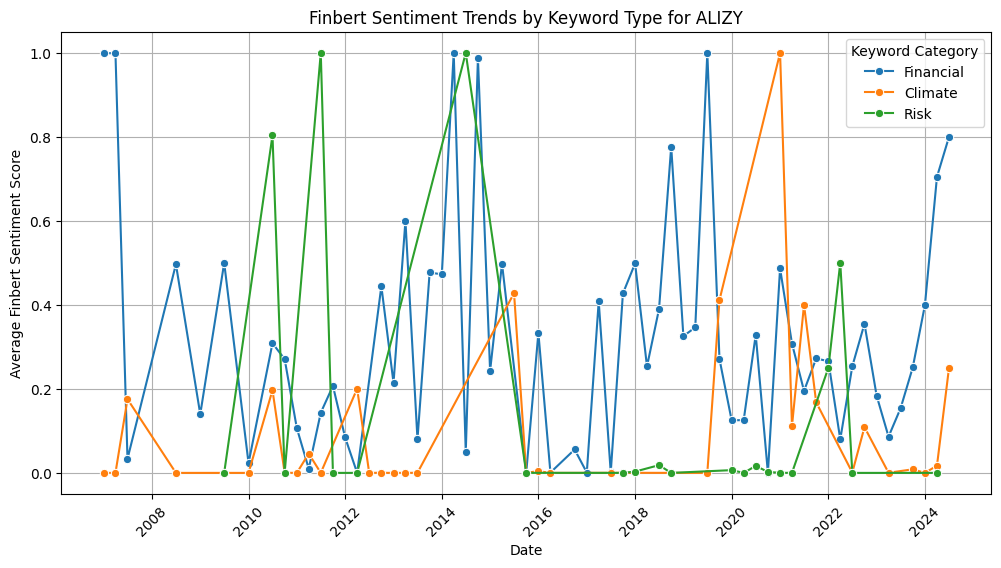 Finbert Sentiment Trends by Keyword Type for ALIZY
Average Finbert Sentiment Score
1.0
0.8
0.6
0.4
0.2
0.0
Keyword Category
Financial
Climate
Risk
2008
2010
2012
2014
2016
2018
2020
2022
2024
Date